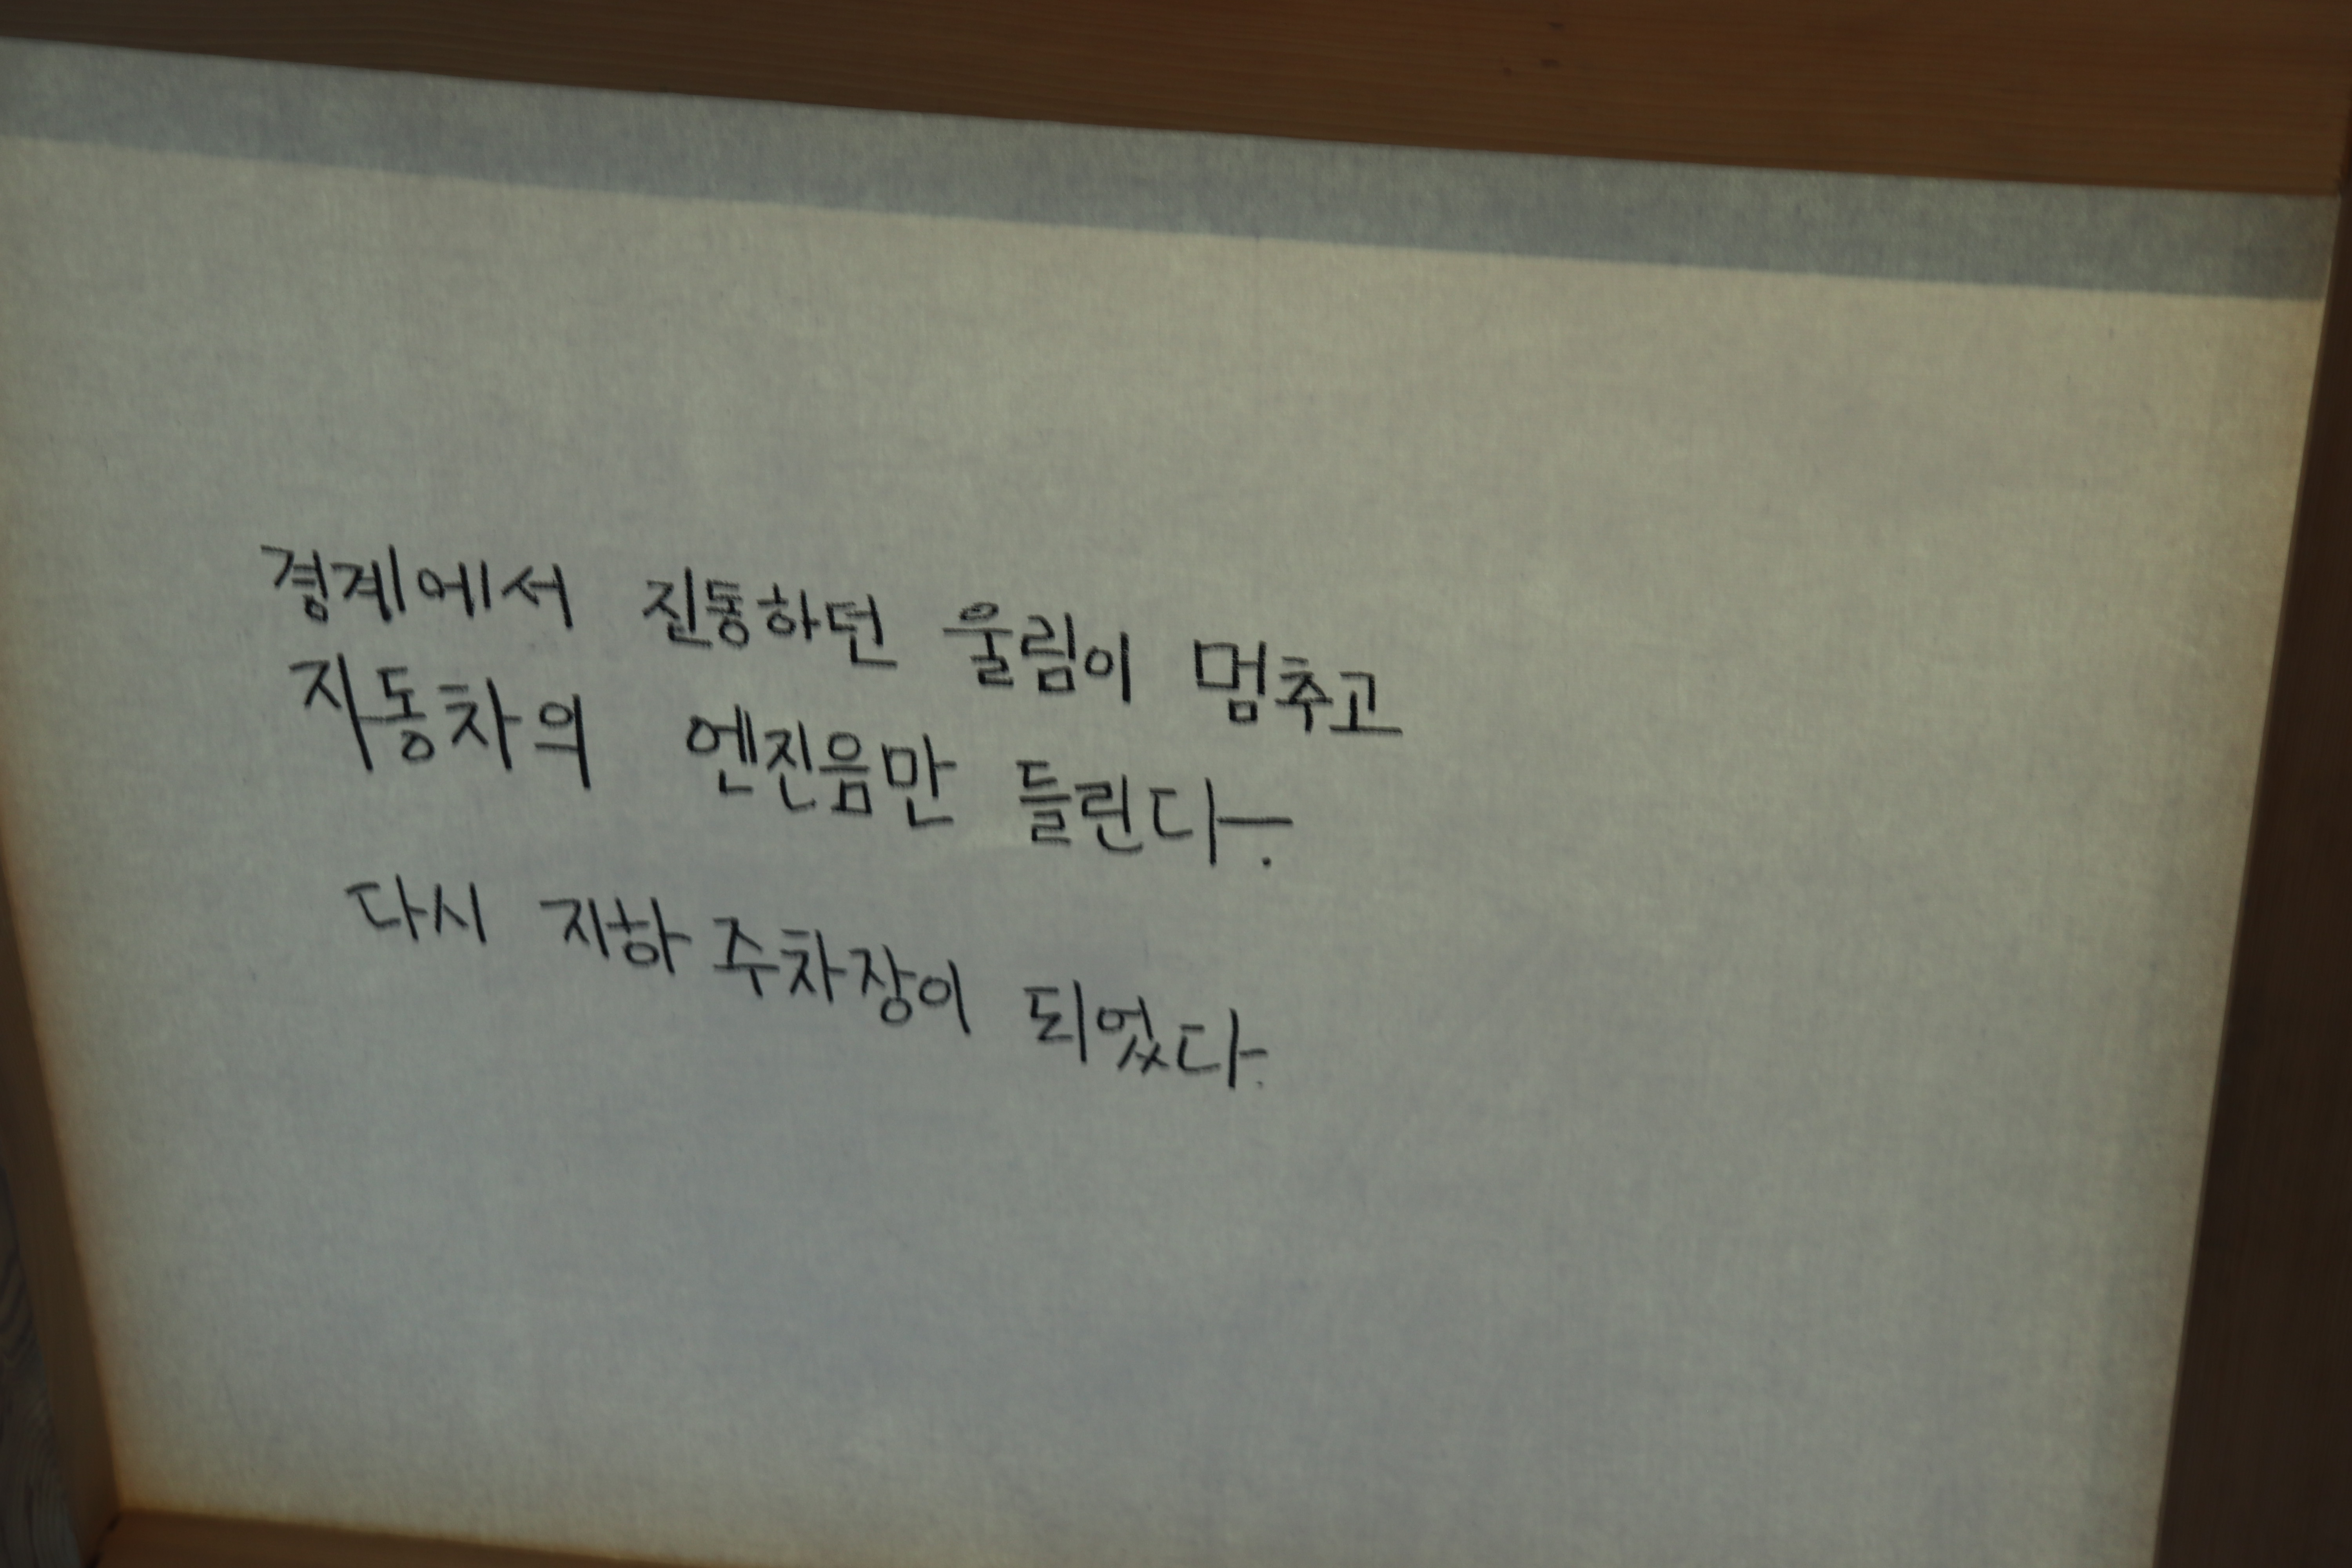 경계에서 진동하던 울림이 멈추고
자동차의 엔진음만 들린다.
다시 지하 주차장이 되었다.